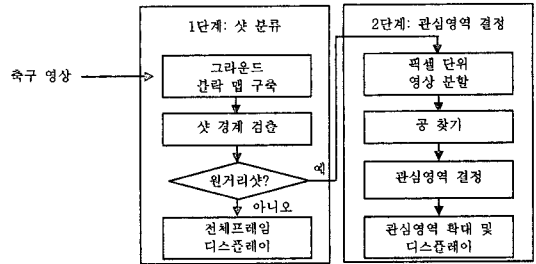 축구 영상
1단계: 샷 분류
그라운드
블락 맵 구축
샷 경계 검출
원거리샷?
예
아니오
전체프레임
디스플레이
2단계: 관심영역 결정
픽셀 단위
영상 분할
공 찾기
관심영역 결정
관심영역 확대 및
디스플레이